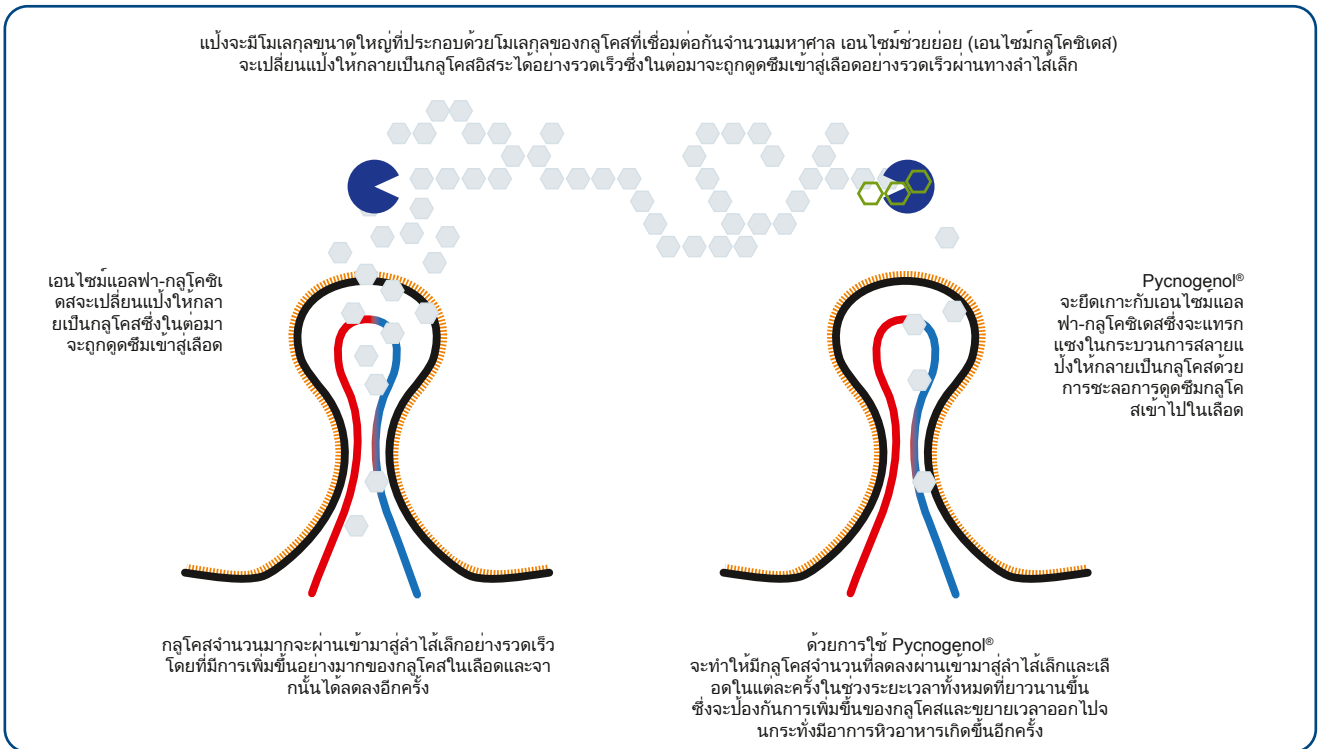 แป้งจะมีโมเลกุลขนาดใหญ่ที่ประกอบด้วยโมเลกุลของกลูโคสที่เชื่อมต่อกันจำนวนมหาศาล เอนไซม์ช่วยย่อย (เอนไซม์กลูโคซิเดส)
จะเปลี่ยนแป้งให้กลายเป็นกลูโคสอิสระได้อย่างรวดเร็วซึ่งในต่อมาจะถูกดูดซึมเข้าสู่เลือดอย่างรวดเร็วผ่านทางลำไส้เล็ก
เอนไซม์แอลฟา-กลูโคซิเ
ดสจะเปลี่ยนแป้งให้กลา
ยเป็นกลูโคสซึ่งในต่อมา
จะถูกดูดซึมเข้าสู่เลือด
Pycnogenol®
จะยึดเกาะกับเอนไซม์แอล
ฟา-กลูโคซิเดสซึ่งจะแทรก
แซงในกระบวนการสลายแ
ป้งให้กลายเป็นกลูโคสด้วย
การชะลอการดูดซึมกลูโค
สเข้าไปในเลือด
กลูโคสจำนวนมากจะผ่านเข้ามาสู่ลำไส้เล็กอย่างรวดเร็ว
โดยที่มีการเพิ่มขึ้นอย่างมากของกลูโคสในเลือดและจา
กนั้นได้ลดลงอีกครั้ง
ด้วยการใช้ Pycnogenol®
จะทำให้มีกลูโคสจำนวนที่ลดลงผ่านเข้ามาสู่ลำไส้เล็กและเลื
อดในแต่ละครั้งในช่วงระยะเวลาทั้งหมดที่ยาวนานขึ้น
ซึ่งจะป้องกันการเพิ่มขึ้นของกลูโคสและขยายเวลาออกไปจ
นกระทั่งมีอาการหิวอาหารเกิดขึ้นอีกครั้ง